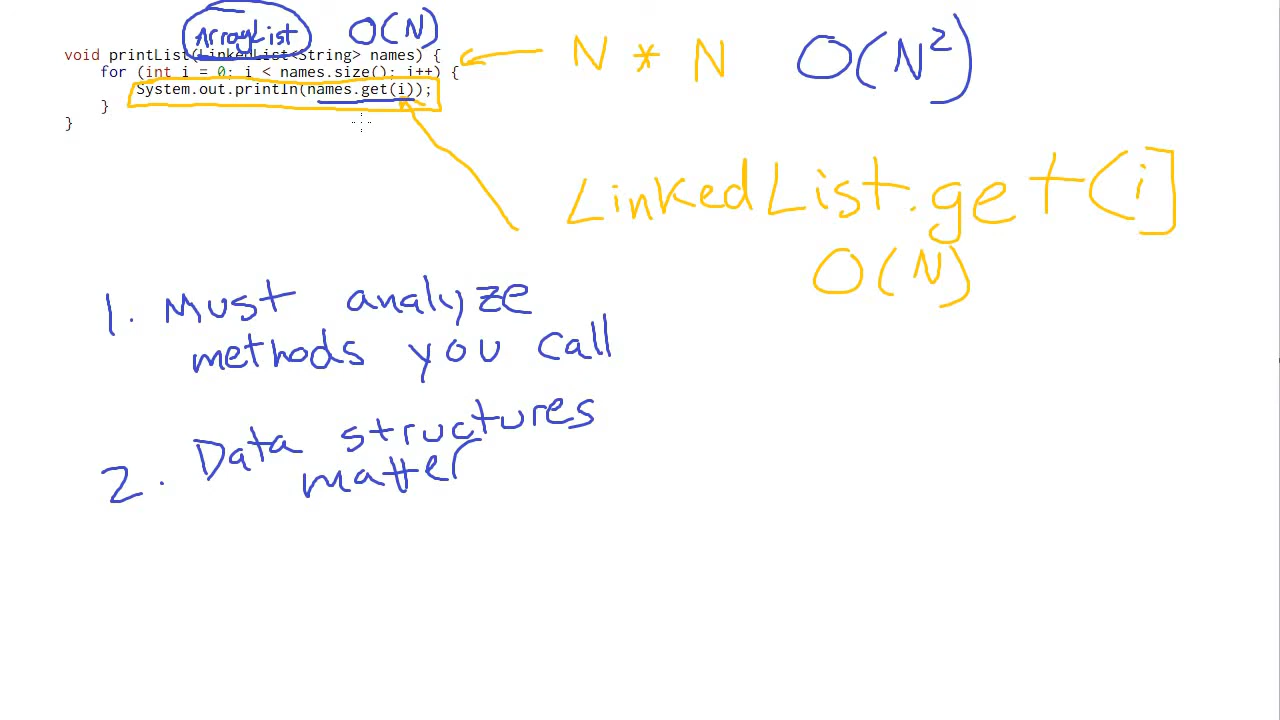 ArrayList O(N)
void printList(LinkedList<String> names) {
for (int i = 0; i < names.size(); i++) {
System.out.println(names.get(i));
}
}
N * N O(N²)
LinkedList.get(i]
O(N)
1. Must analyze
methods you call
2. Data structures
matter